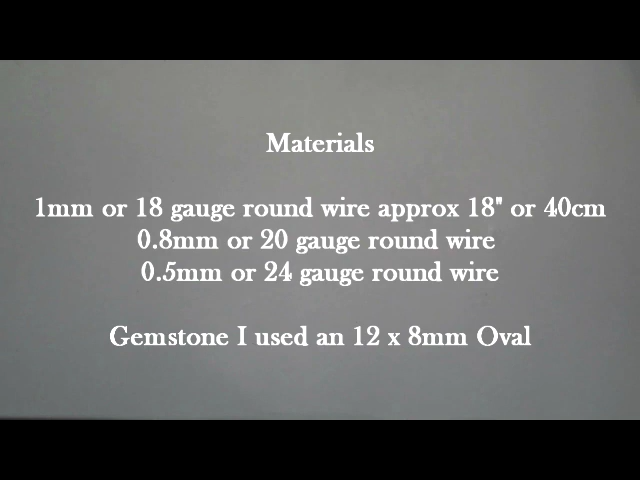 Materials
1mm or 18 gauge round wire approx 18" or 40cm
0.8mm or 20 gauge round wire
0.5mm or 24 gauge round wire
Gemstone I used an 12 x 8mm Oval